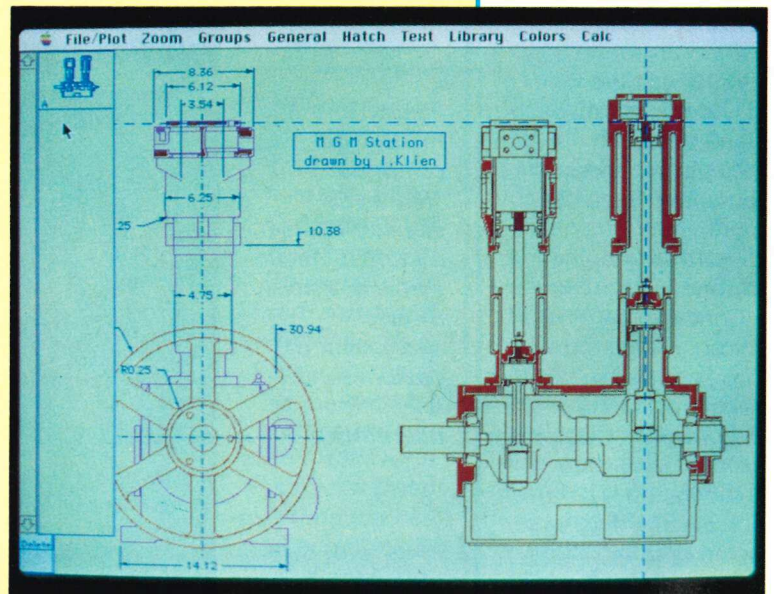 File/Plot Zoom Groups General Hatch Text Library Colors Calc
A
8.36
6.12
3.54
M G M Station
drawn by I.Klien
6.25
25
10.38
4.75
30.94
R0.25
14.12
Delete